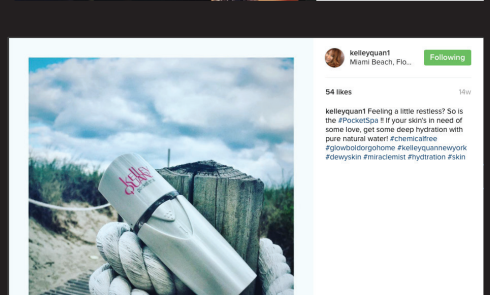 kelleyquan1
Miami Beach, Flo...
Following
54 likes
14w
kelleyquan1 Feeling a little restless? So is
the #PocketSpa !! If your skin's in need of
some love, get some deep hydration with
pure natural water! #chemicalfree
#glowboldorgohome #kelleyquannewyork
#dewyskin #miraclemist #hydtration #skin